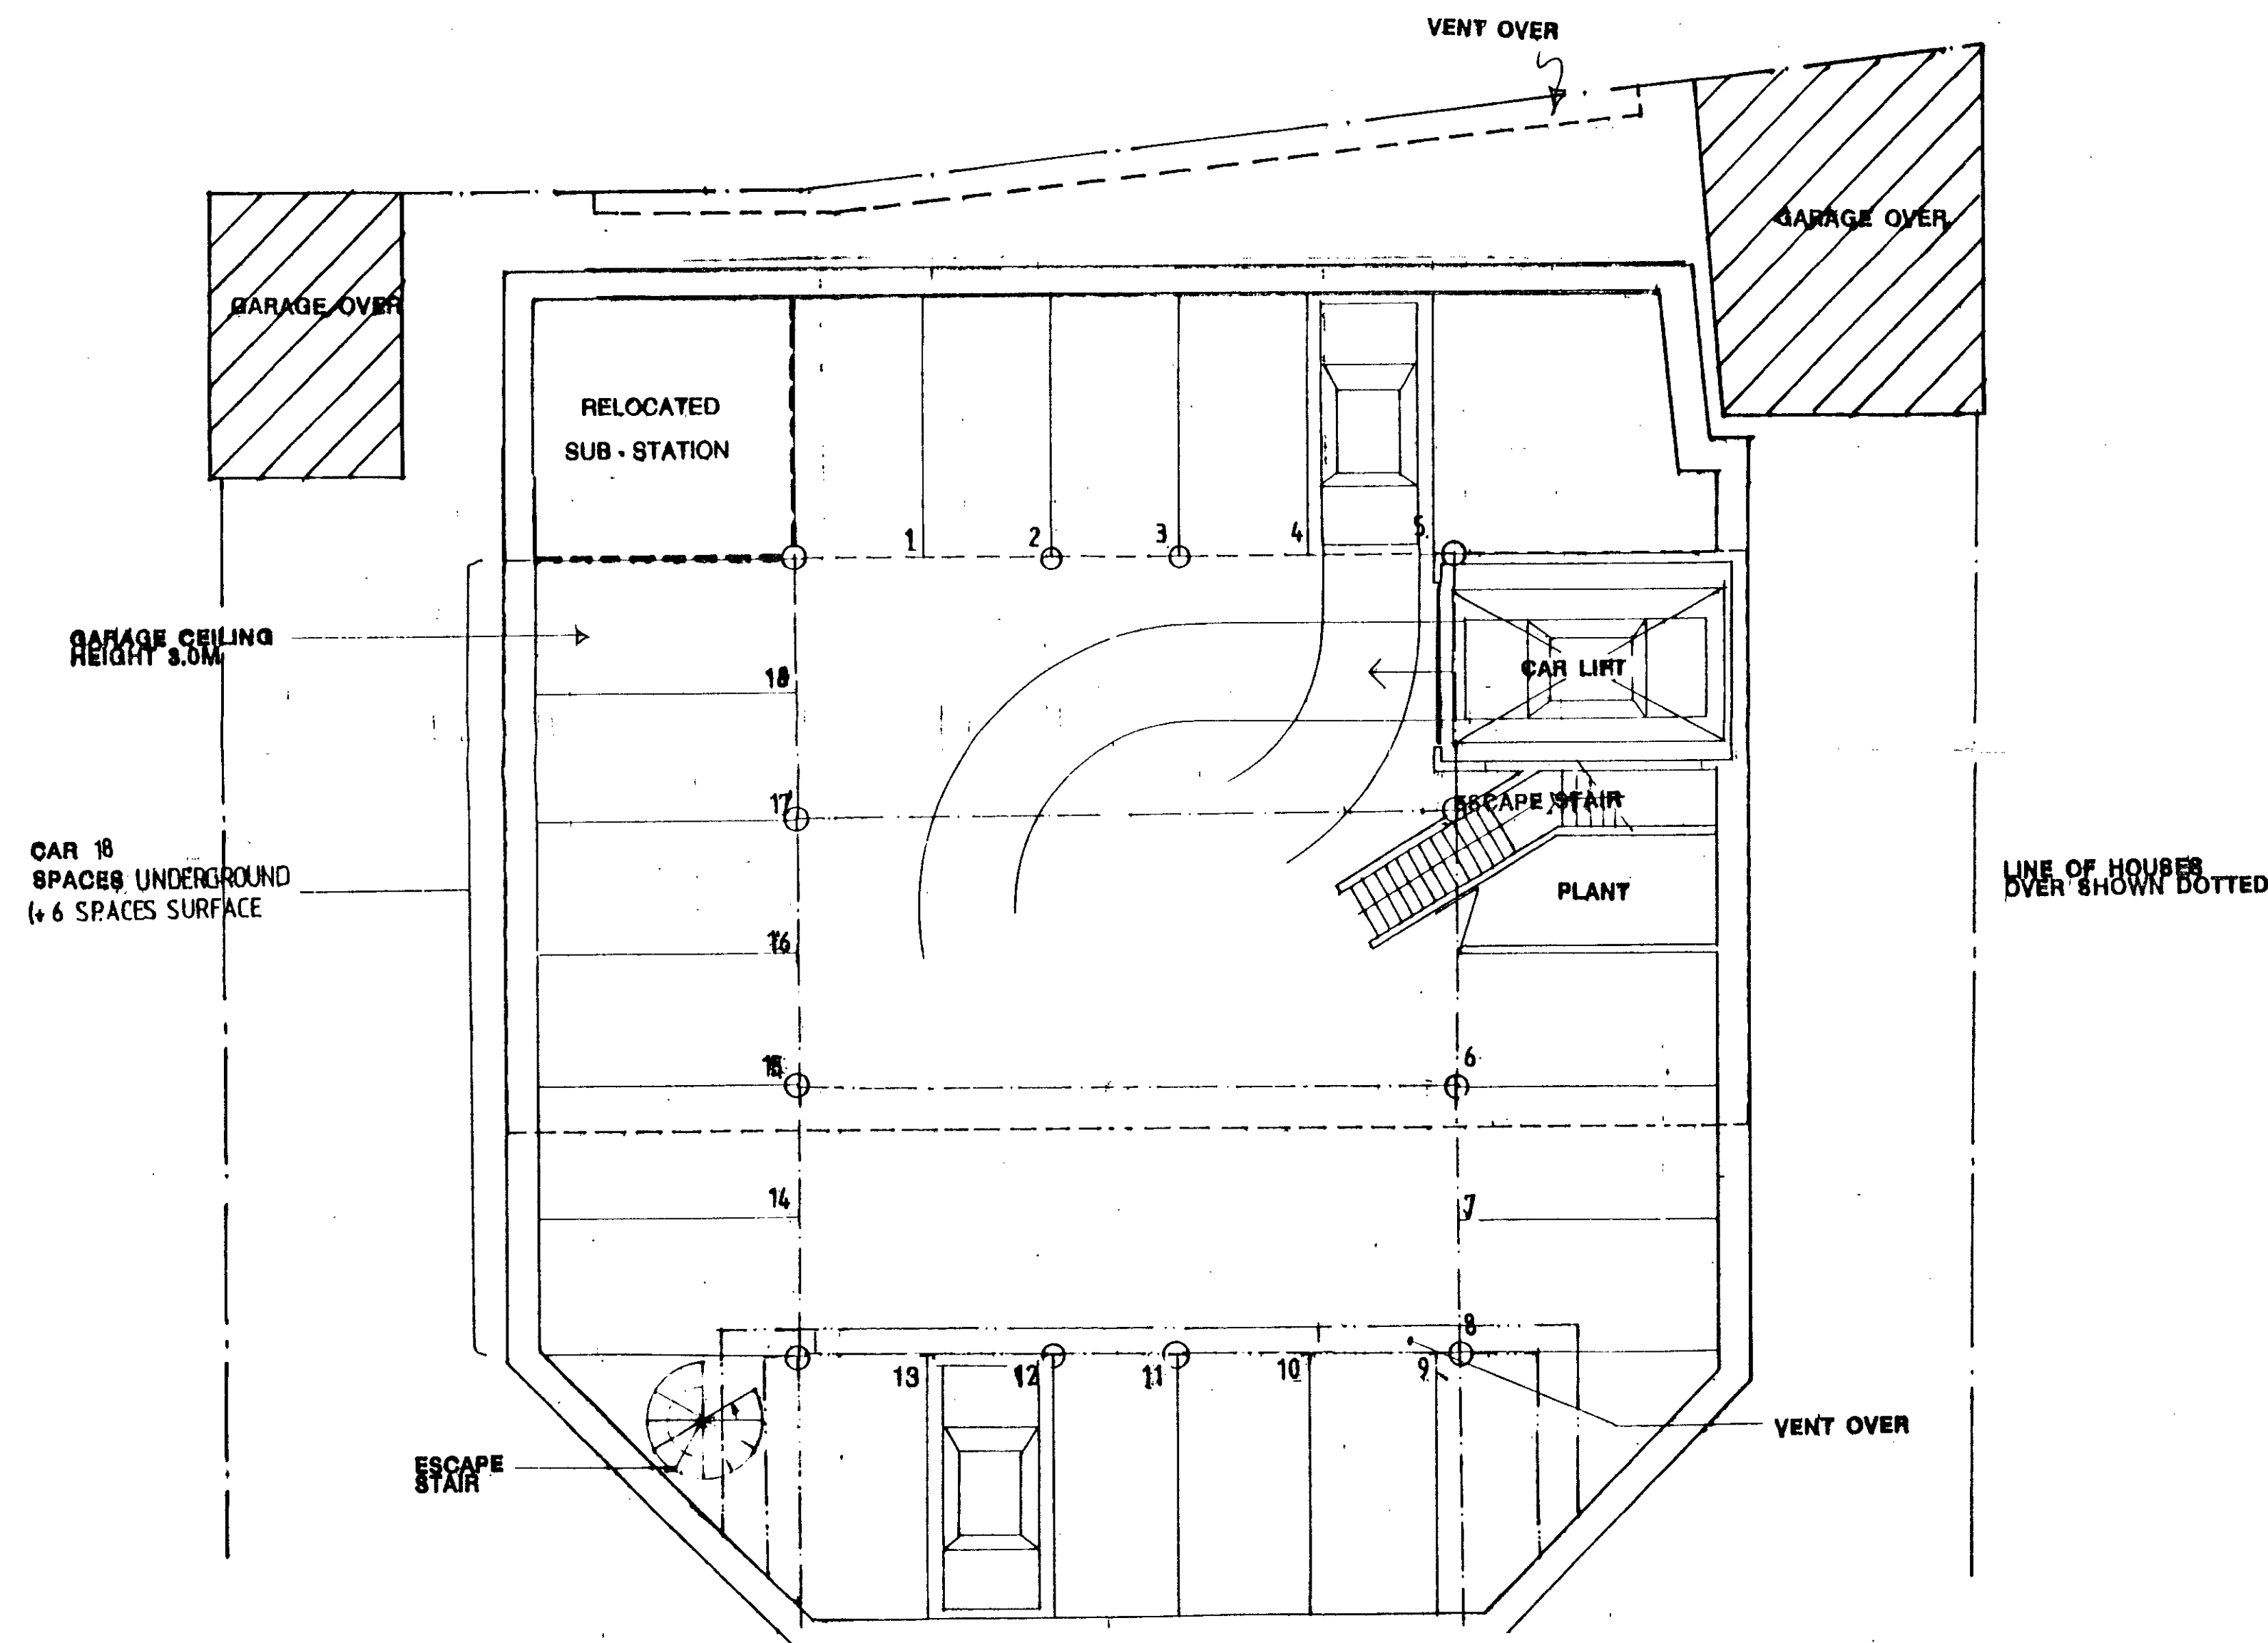 VENT OVER
GARAGE OVER
GARAGE OVER
RELOCATED
SUB-STATION
1
2
3
4
5
GARAGE CEILING
HEIGHT 3.0M
18
CAR LIFT
17
ESCAPE STAIR
CAR 18
SPACES UNDERGROUND
(+ 6 SPACES SURFACE
PLANT
LINE OF HOUSES
OVER SHOWN DOTTED
16
15
6
14
7
8
13
12
11
10
9
VENT OVER
ESCAPE
STAIR